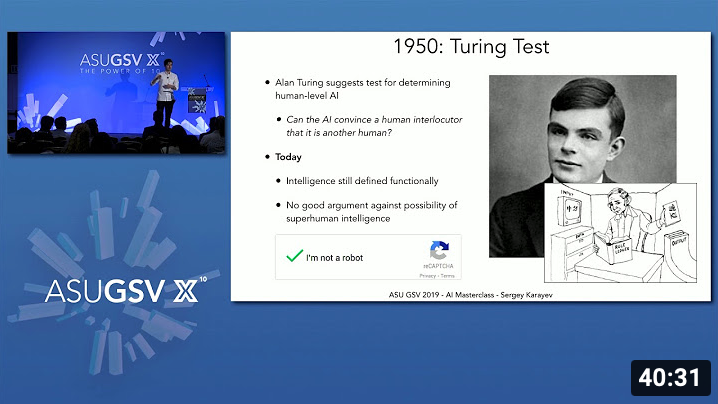 ASUGSV X10
THE POWER OF 10
ASUGSV X10
1950: Turing Test
• Alan Turing suggests test for determining
human-level AI
• Can the AI convince a human interlocutor
that it is another human?
• Today
• Intelligence still defined functionally
• No good argument against possibility of
superhuman intelligence
I'm not a robot
reCAPTCHA
Privacy - Terms
INPUT
RULE
LEDGER
OUTPUT
ASU GSV 2019 - AI Masterclass - Sergey Karayev
40:31